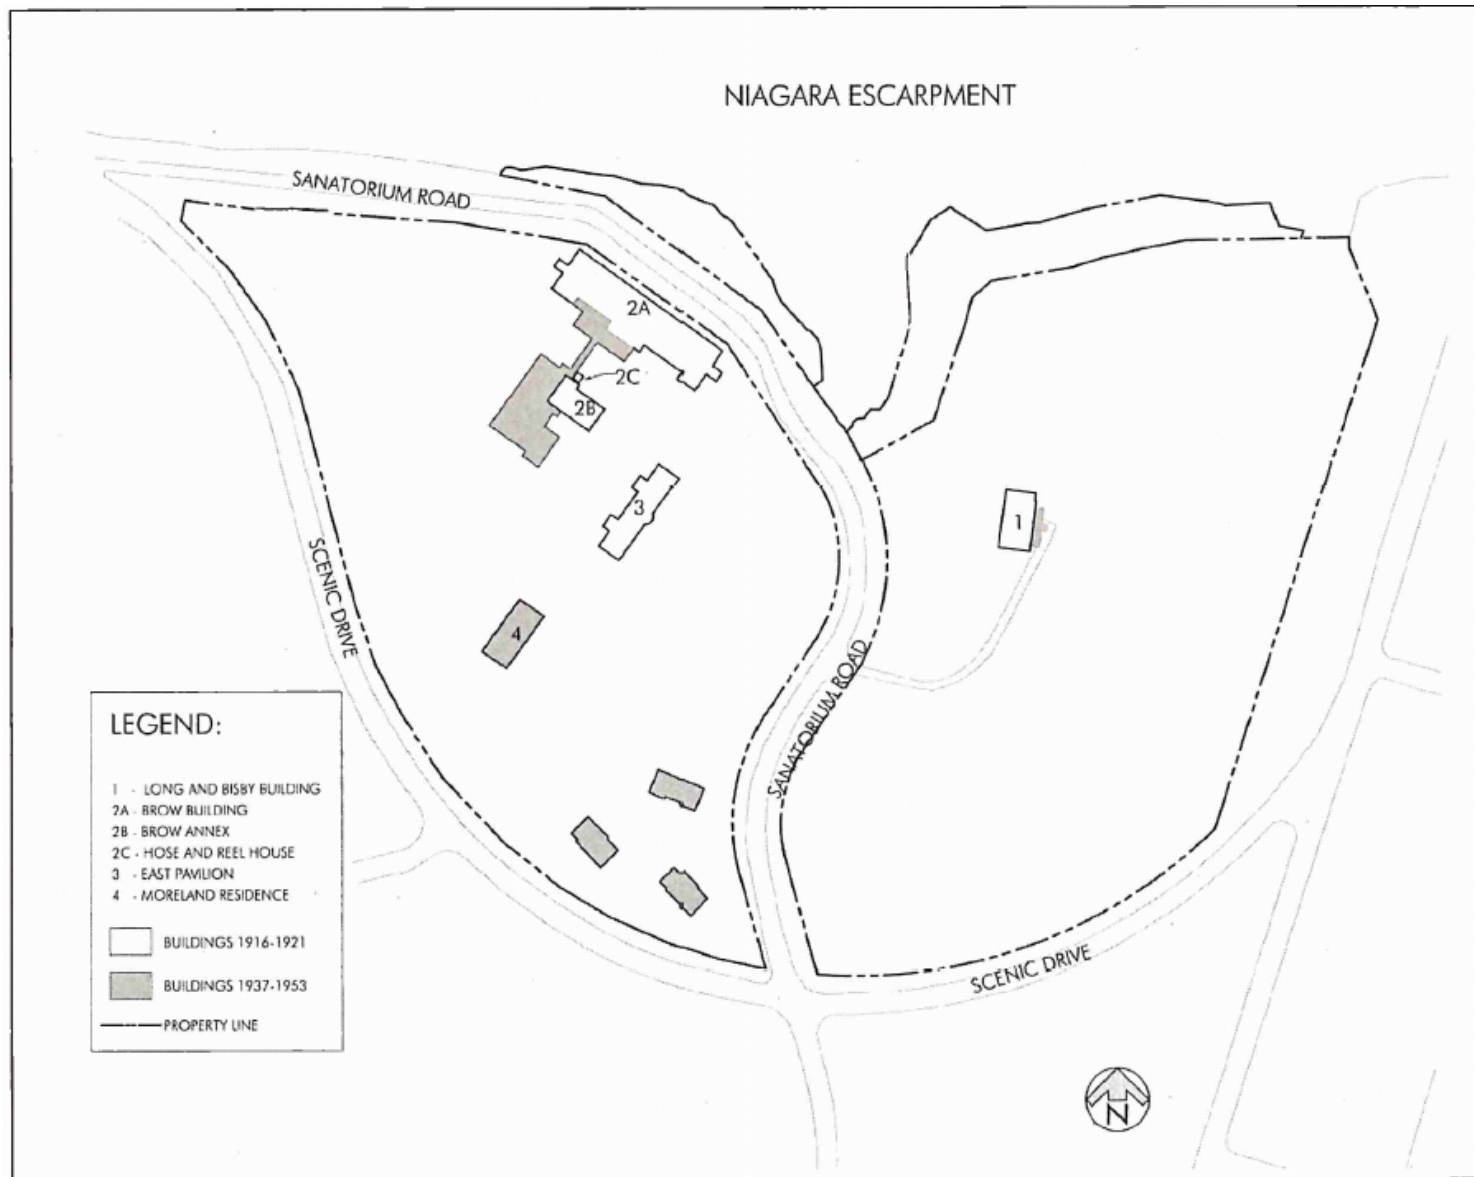 NIAGARA ESCARPMENT
SANATORIUM ROAD
2A
2C
2B
3
1
SCENIC DRIVE
4
SANATORIUM ROAD
LEGEND:
1 - LONG AND BISBY BUILDING
2A - BROW BUILDING
2B - BROW ANNEX
2C - HOSE AND REEL HOUSE
3 - EAST PAVILION
4 - MORELAND RESIDENCE
BUILDINGS 1916-1921
BUILDINGS 1937-1953
PROPERTY LINE
SCENIC DRIVE
N